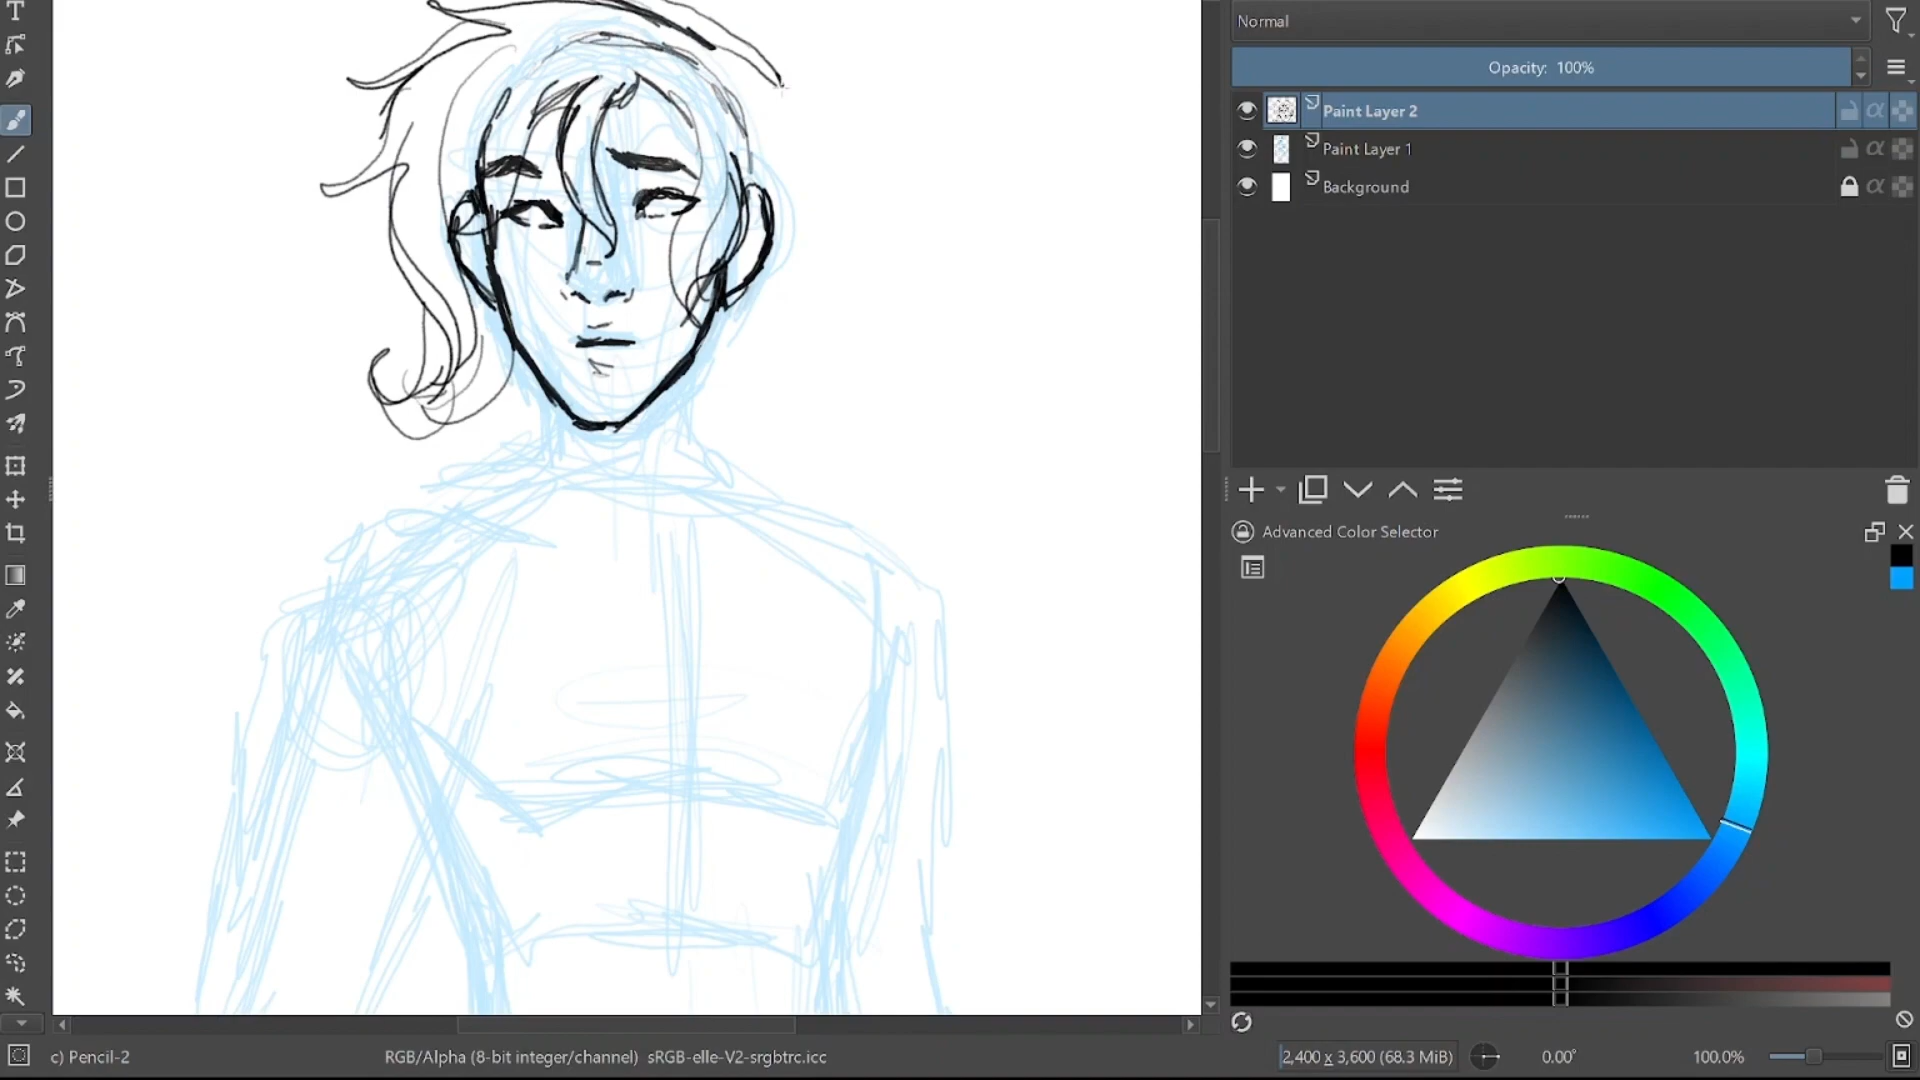 Normal
Opacity: 100%
Paint Layer 2
Paint Layer 1
Background
Advanced Color Selector
c) Pencil-2
RGB/Alpha (8-bit integer/channel) sRGB-elle-V2-srgbtrc.icc
2,400 x 3,600 (68.3 MiB)
0.00°
100.0%